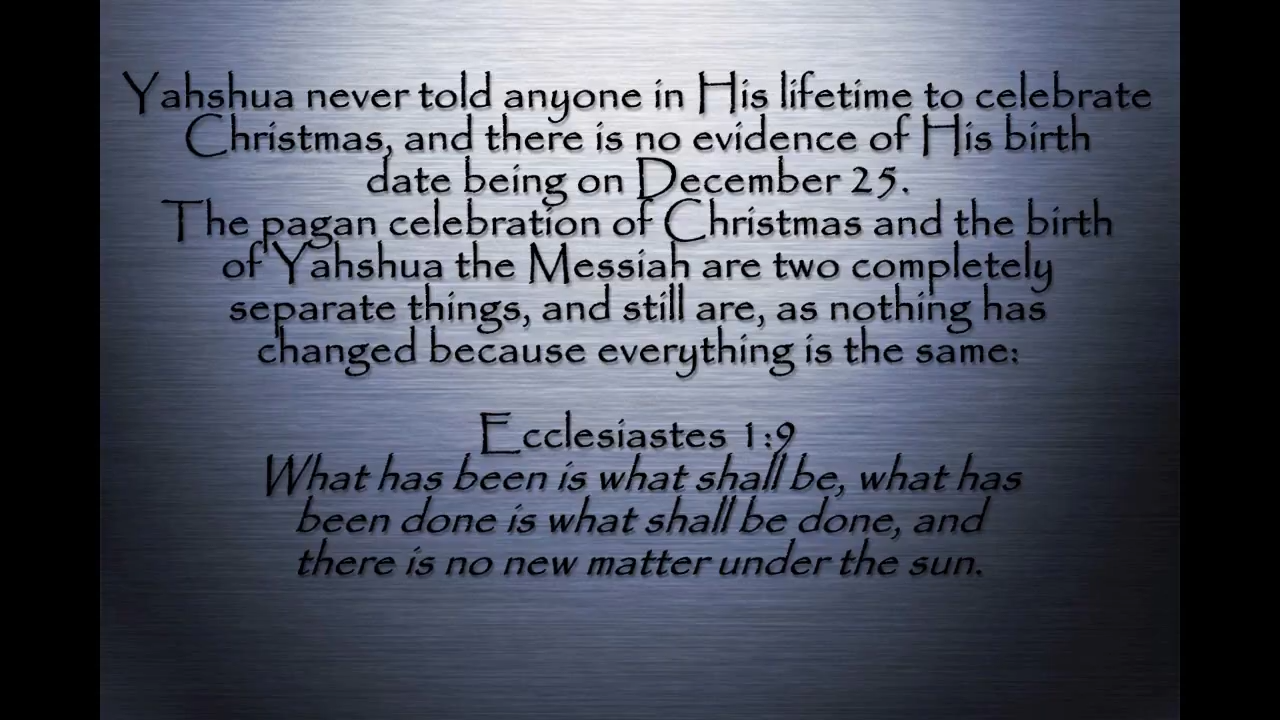 Yahshua never told anyone in His lifetime to celebrate
Christmas, and there is no evidence of His birth
date being on December 25.
The pagan celebration of Christmas and the birth
of Yahshua the Messiah are two completely
separate things, and still are, as nothing has
changed because everything is the same:
Ecclesiastes 1:9
What has been is what shall be, what has
been done is what shall be done, and
there is no new matter under the sun.